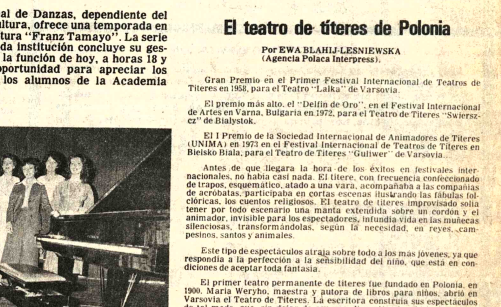 al de Danzas, dependiente del
ultura, ofrece una temporada en
tura "Franz Tamayo". La serie
da institución concluye su ges-
la función de hoy, a horas 18 y
oportunidad para apreciar los
los alumnos de la Academia
El teatro de títeres de Polonia
Por EWA BLAHIJ-LESNIEWSKA
(Agencia Polaca Interpress).
Gran Premio en el Primer Festival Internacional de Teatros de
Títeres en 1958, para el Teatro "Lalka" de Varsovia.
El premio más alto, el "Delfín de Oro", en el Festival Internacional
de Artes en Varna, Bulgaria en 1972, para el Teatro de Títeres "Swiersz-
cz" de Bialystok.
El I Premio de la Sociedad Internacional de Animadores de Títeres
(UNIMA) en 1973 en el Festival Internacional de Teatros de Títeres en
Bielsko Biala, para el Teatro de Títeres "Guliwer" de Varsovia.
Antes de que llegara la hora de los éxitos en festivales inter-
nacionales, no había casi nada. El títere, con frecuencia confeccionado
de trapos, esquemático, atado a una vara, acompañaba a las compañías
de acróbatas, participaba en cortas escenas ilustrando las fábulas fol-
clóricas, los cuentos religiosos. El teatro de títeres improvisado solía
tener por todo escenario una manta extendida sobre un cordón y el
animador, invisible para los espectadores, infundía vida en las muñecas
silenciosas, transformándolas, según la necesidad, en reyes, cam-
pesinos, santos y animales.
Este tipo de espectáculos atraía sobre todo a los más jóvenes, ya que
respondía a la perfección a la sensibilidad del niño, que está en con-
diciones de aceptar toda fantasía.
El primer teatro permanente de títeres fue fundado en Polonia, en
1900. María Weryho, maestra y autora de libros para niños, abrió en
Varsovia el Teatro de Títeres. La escritora construía espectáculos